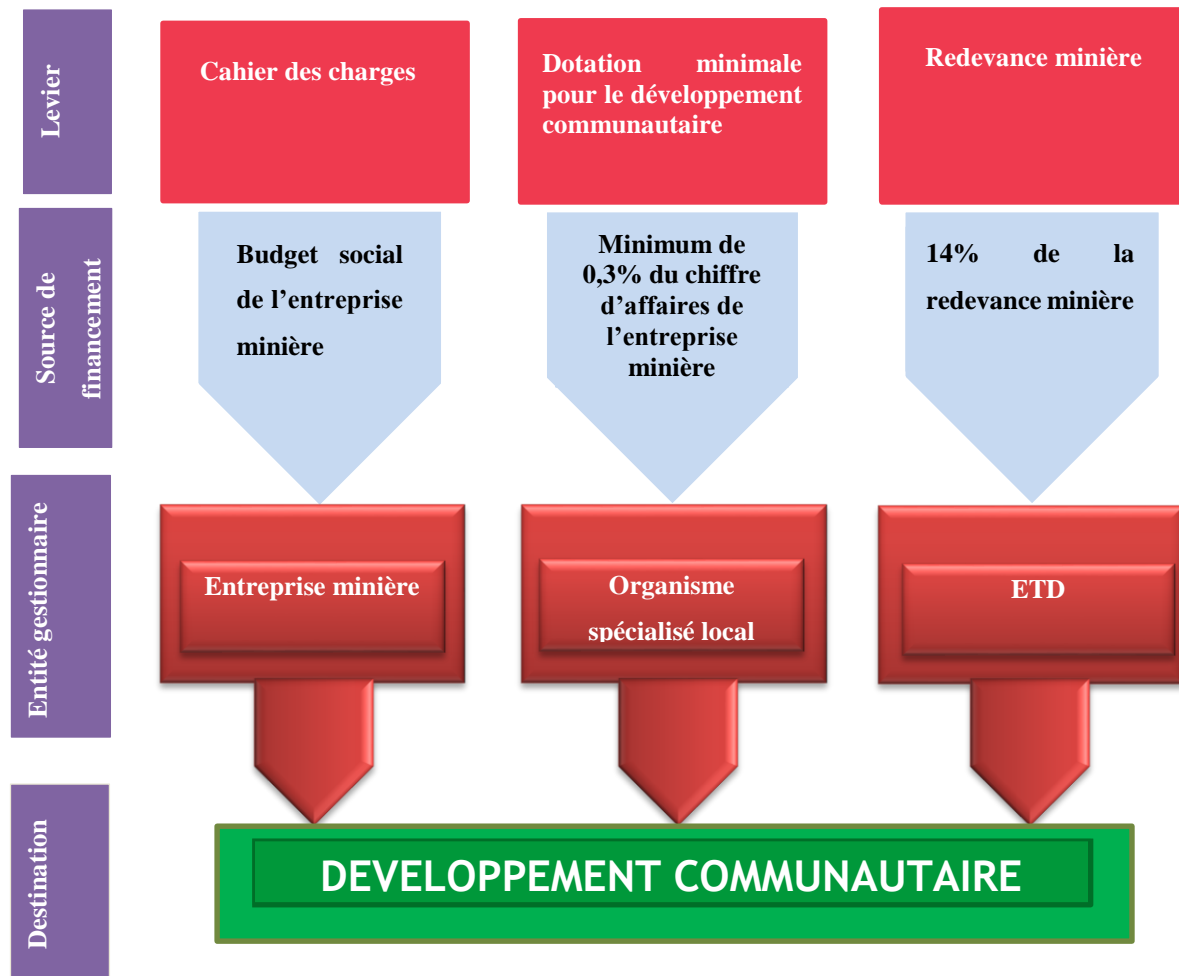 Levier
Cahier des charges
Dotation minimale
pour le développement
communautaire
Redevance minière
Source de
financement
Budget social
de l’entreprise
minière
Minimum de
0,3% du chiffre
d’affaires de
l’entreprise
minière
14% de la
redevance minière
Entité gestionnaire
Entreprise minière
Organisme
spécialisé local
ETD
Destination
DEVELOPPEMENT COMMUNAUTAIRE